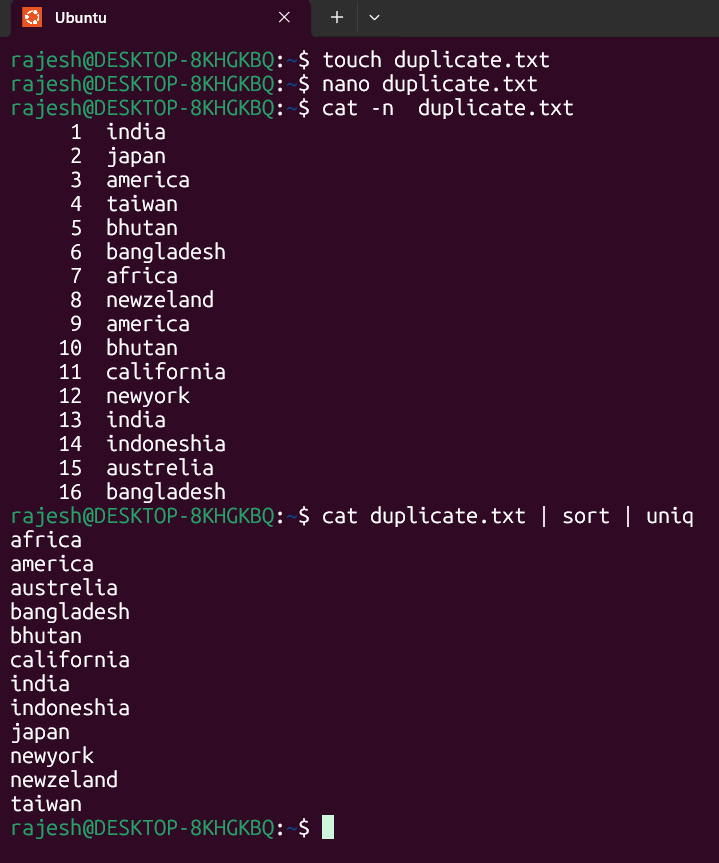 Ubuntu
rajesh@DESKTOP-8KHGKBQ:~$ touch duplicate.txt
rajesh@DESKTOP-8KHGKBQ:~$ nano duplicate.txt
rajesh@DESKTOP-8KHGKBQ:~$ cat -n  duplicate.txt
     1  india
     2  japan
     3  america
     4  taiwan
     5  bhutan
     6  bangladesh
     7  africa
     8  newzeland
     9  america
    10  bhutan
    11  california
    12  newyork
    13  india
    14  indoneshia
    15  austrelia
    16  bangladesh
rajesh@DESKTOP-8KHGKBQ:~$ cat duplicate.txt | sort | uniq
africa
america
austrelia
bangladesh
bhutan
california
india
indoneshia
japan
newyork
newzeland
taiwan
rajesh@DESKTOP-8KHGKBQ:~$